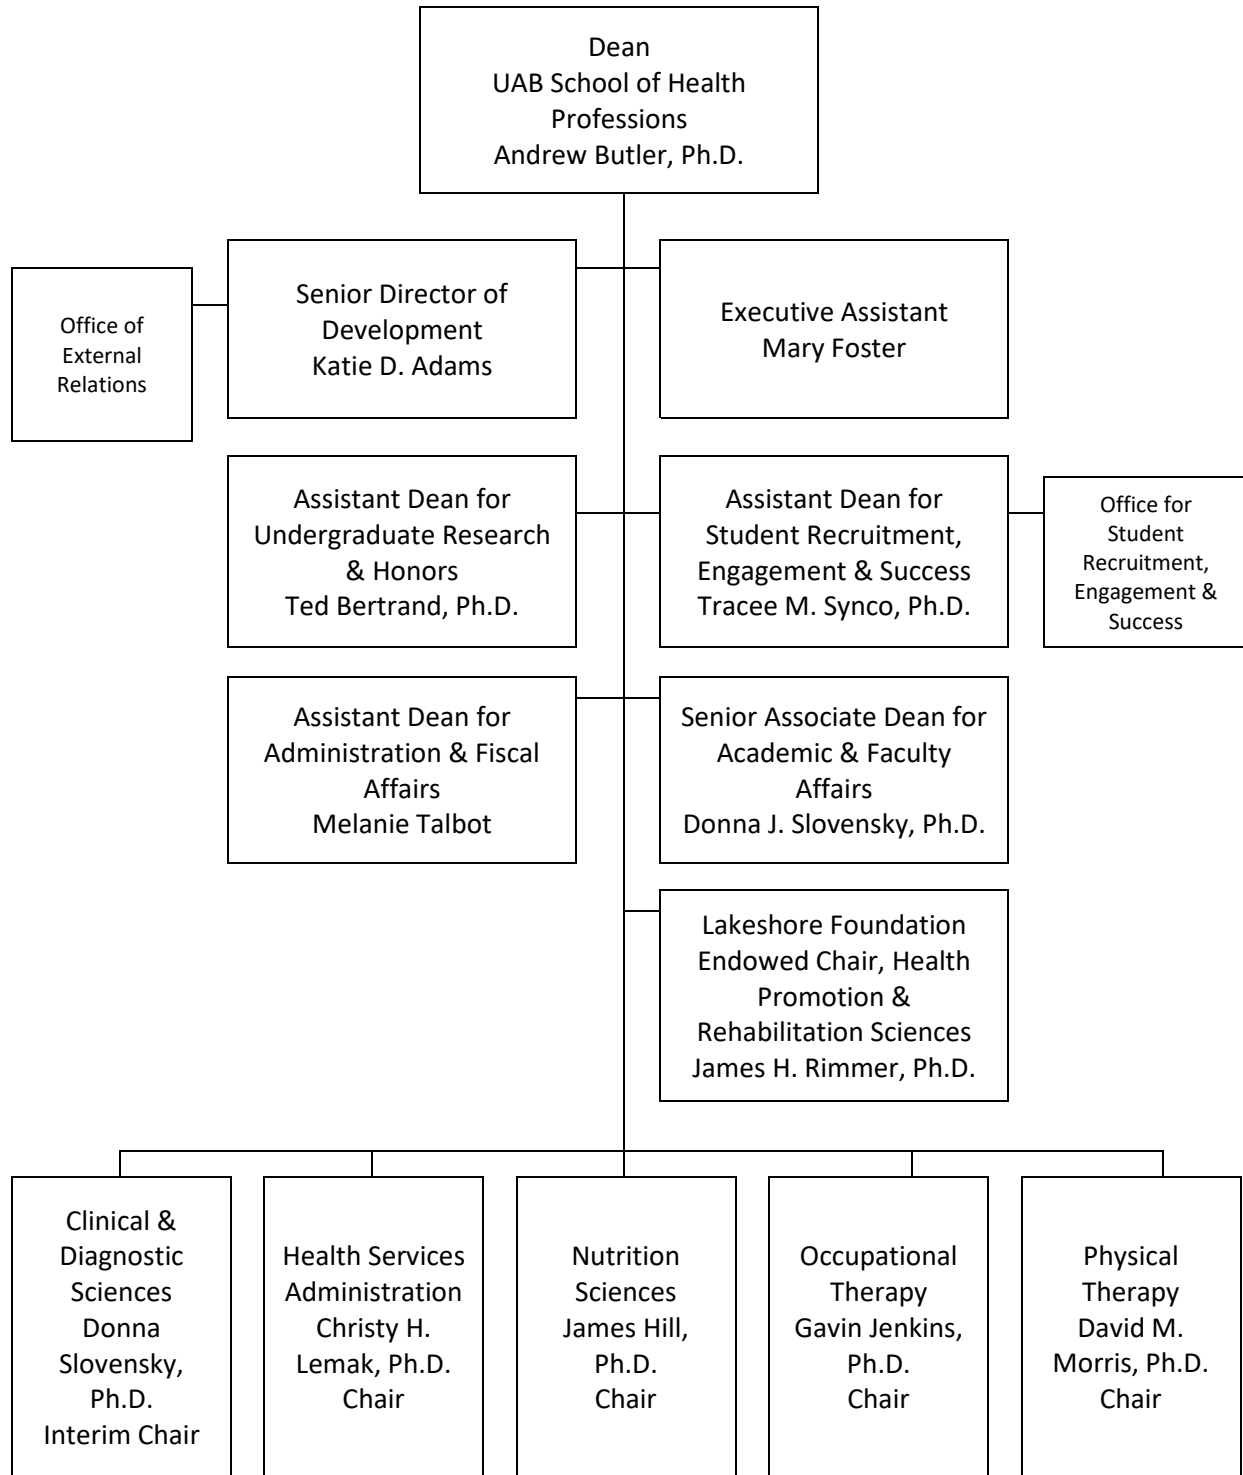 Dean
UAB School of Health
Professions
Andrew Butler, Ph.D.
Office of
External
Relations
Senior Director of
Development
Katie D. Adams
Executive Assistant
Mary Foster
Assistant Dean for
Undergraduate Research
& Honors
Ted Bertrand, Ph.D.
Assistant Dean for
Student Recruitment,
Engagement & Success
Tracee M. Synco, Ph.D.
Office for
Student
Recruitment,
Engagement &
Success
Assistant Dean for
Administration & Fiscal
Affairs
Melanie Talbot
Senior Associate Dean for
Academic & Faculty
Affairs
Donna J. Slovensky, Ph.D.
Lakeshore Foundation
Endowed Chair, Health
Promotion &
Rehabilitation Sciences
James H. Rimmer, Ph.D.
Clinical &
Diagnostic
Sciences
Donna
Slovensky,
Ph.D.
Interim Chair
Health Services
Administration
Christy H.
Lemak, Ph.D.
Chair
Nutrition
Sciences
James Hill,
Ph.D.
Chair
Occupational
Therapy
Gavin Jenkins,
Ph.D.
Chair
Physical
Therapy
David M.
Morris, Ph.D.
Chair